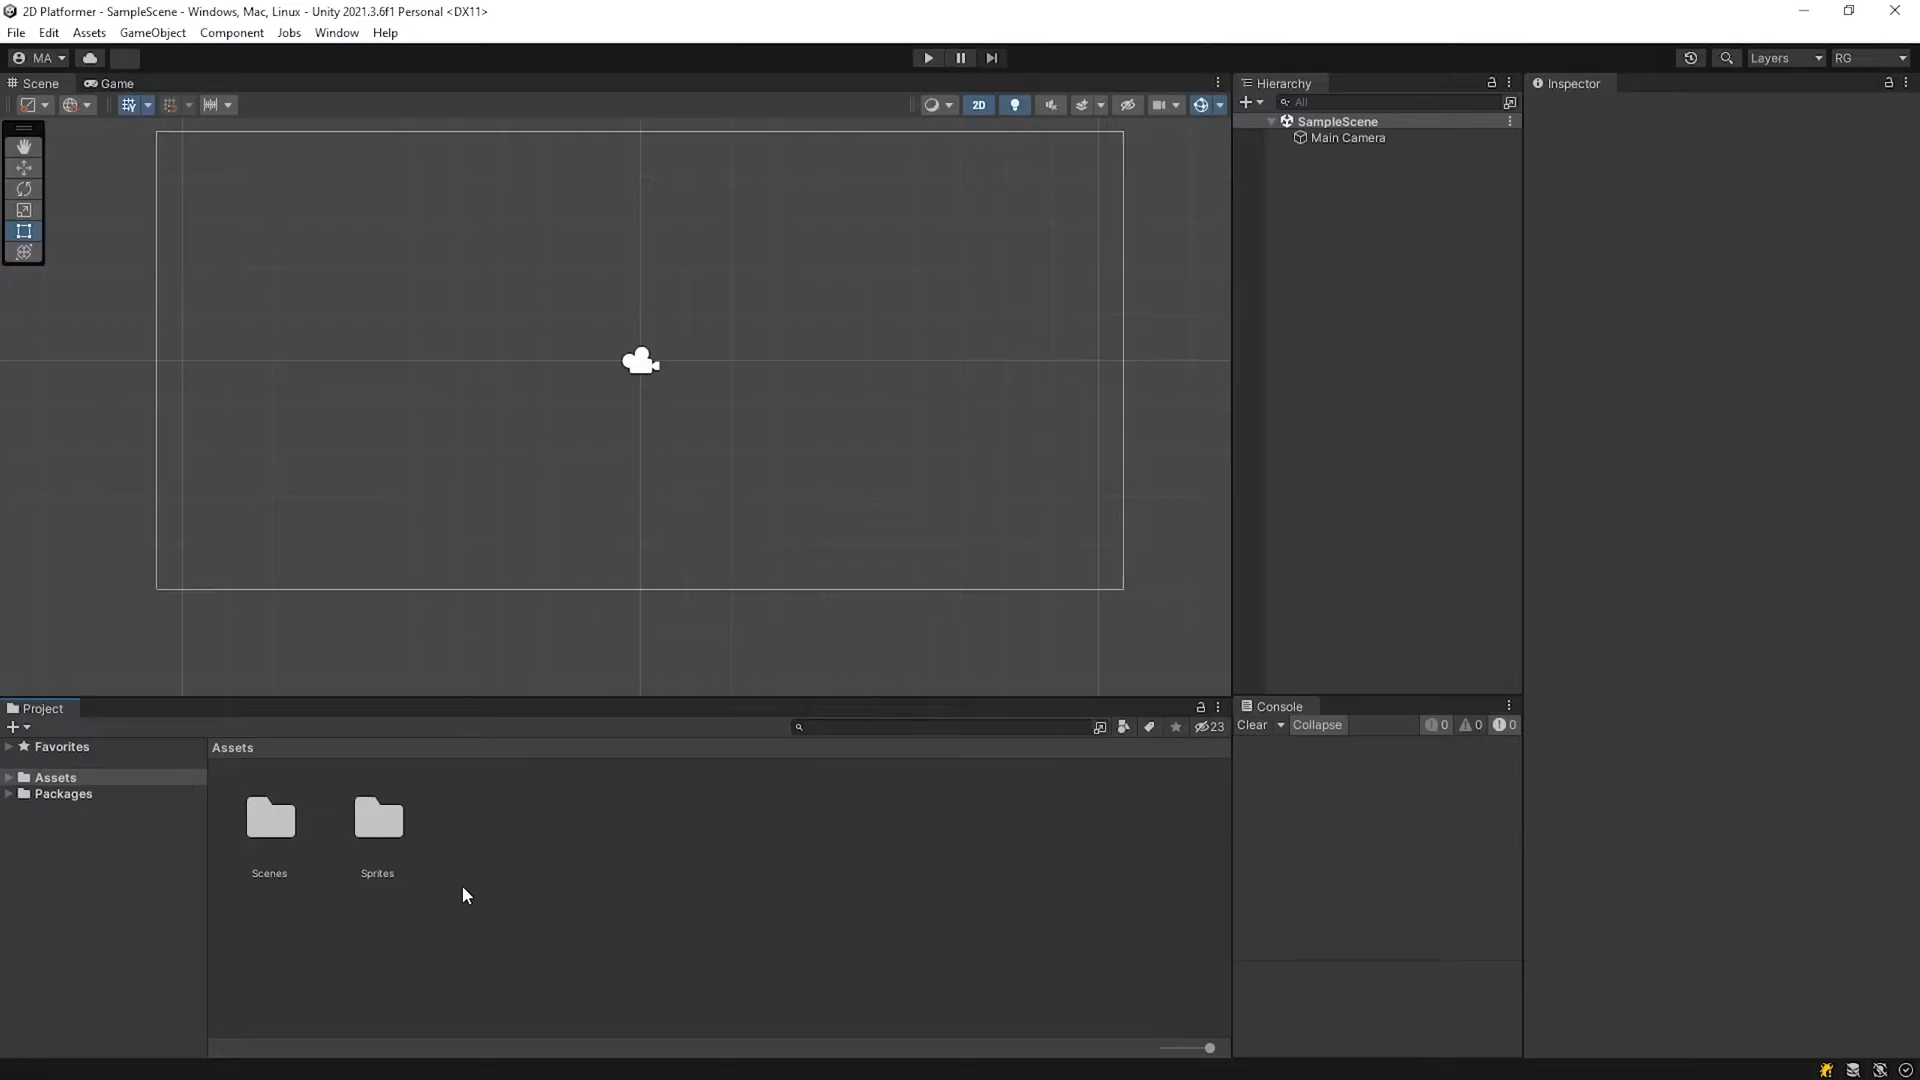 2D Platformer - SampleScene - Windows, Mac, Linux - Unity 2021.3.6f1 Personal <DX11>
File Edit Assets GameObject Component Jobs Window Help
MA Layers RG
Scene Game
2D
Hierarchy
All
SampleScene
Main Camera
Inspector
Project
23
Favorites
Assets
Packages
Assets
Scenes Sprites
Console
Clear Collapse 0 0 0